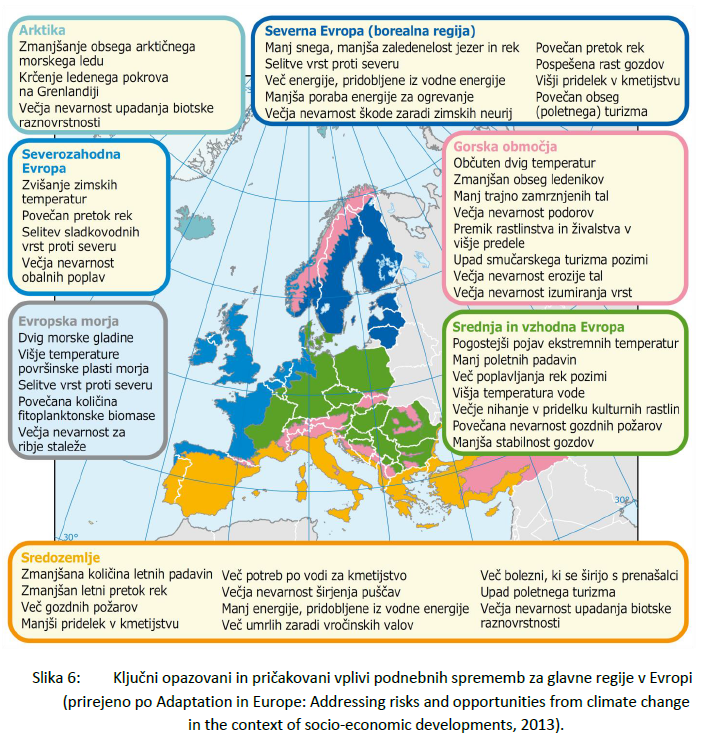 Arktika
Zmanjšanje obsega arktičnega
morskega ledu
Krčenje ledenega pokrova
na Grenlandiji
Večja nevarnost upadanja biotske
raznovrstnosti
Severna Evropa (borealna regija)
Manj snega, manjša zaledenelost jezer in rek
Selitve vrst proti severu
Več energije, pridobljene iz vodne energije
Manjša poraba energije za ogrevanje
Večja nevarnost škode zaradi zimskih neurij
Povečan pretok rek
Pospešena rast gozdov
Višji pridelek v kmetijstvu
Povečan obseg
(poletnega) turizma
Severozahodna
Evropa
Zvišanje zimskih
temperatur
Povečan pretok rek
Selitev sladkovodnih
vrst proti severu
Večja nevarnost
obalnih poplav
Gorska območja
Občuten dvig temperatur
Zmanjšan obseg ledenikov
Manj trajno zamrznjenih tal
Večja nevarnost podorov
Premik rastlinstva in živalstva v
višje predele
Upad smučarskega turizma pozimi
Večja nevarnost erozije tal
Večja nevarnost izumiranja vrst
Evropska morja
Dvig morske gladine
Višje temperature
površinske plasti morja
Selitve vrst proti severu
Povečana količina
fitoplanktonske biomase
Večja nevarnost za
ribje staleže
Srednja in vzhodna Evropa
Pogostejši pojav ekstremnih temperatur
Manj poletnih padavin
Več poplavljanja rek pozimi
Višja temperatura vode
Večje nihanje v pridelku kulturnih rastlin
Povečana nevarnost gozdnih požarov
Manjša stabilnost gozdov
30°
30°
Sredozemlje
Zmanjšana količina letnih padavin
Zmanjšan letni pretok rek
Več gozdnih požarov
Manjši pridelek v kmetijstvu
Več potreb po vodi za kmetijstvo
Večja nevarnost širjenja puščav
Manj energije, pridobljene iz vodne energije
Več umrlih zaradi vročinskih valov
Več bolezni, ki se širijo s prenašalci
Upad poletnega turizma
Večja nevarnost upadanja biotske
raznovrstnosti
Slika 6: Ključni opazovani in pričakovani vplivi podnebnih sprememb za glavne regije v Evropi
(prirejeno po Adaptation in Europe: Addressing risks and opportunities from climate change
in the context of socio-economic developments, 2013).